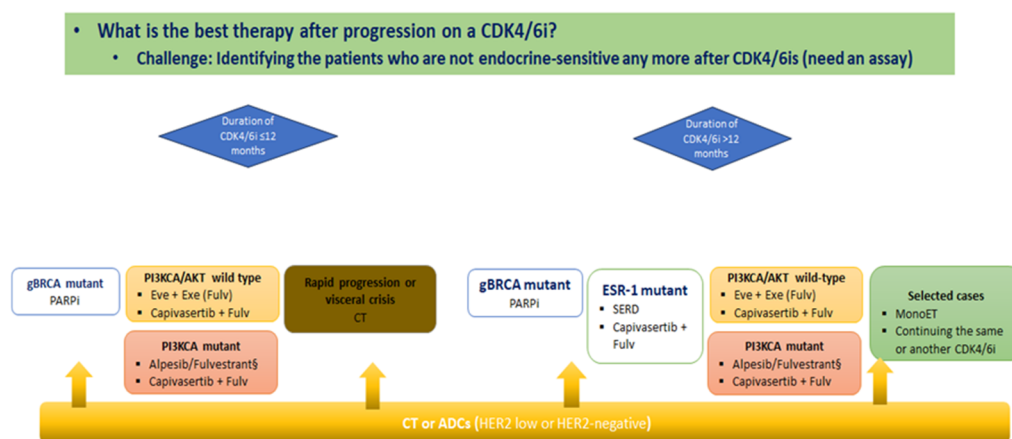 • What is the best therapy after progression on a CDK4/6i?
• Challenge: Identifying the patients who are not endocrine-sensitive any more after CDK4/6is (need an assay)
Duration of
CDK4/6i ≤12
months
Duration of
CDK4/6i >12
months
gBRCA mutant
PARPi
PI3KCA/AKT wild type
▪ Eve + Exe (Fulv)
▪ Capivasertib + Fulv
PI3KCA mutant
▪ Alpesib/Fulvestrant§
▪ Capivasertib + Fulv
Rapid progression or
visceral crisis
CT
gBRCA mutant
PARPi
ESR-1 mutant
▪ SERD
▪ Capivasertib +
Fulv
PI3KCA/AKT wild-type
▪ Eve + Exe (Fulv)
▪ Capivasertib + Fulv
PI3KCA mutant
▪ Alpesib/Fulvestrant§
▪ Capivasertib + Fulv
Selected cases
▪ MonoET
▪ Continuing the same
or another CDK4/6i
CT or ADCs (HER2 low or HER2-negative)